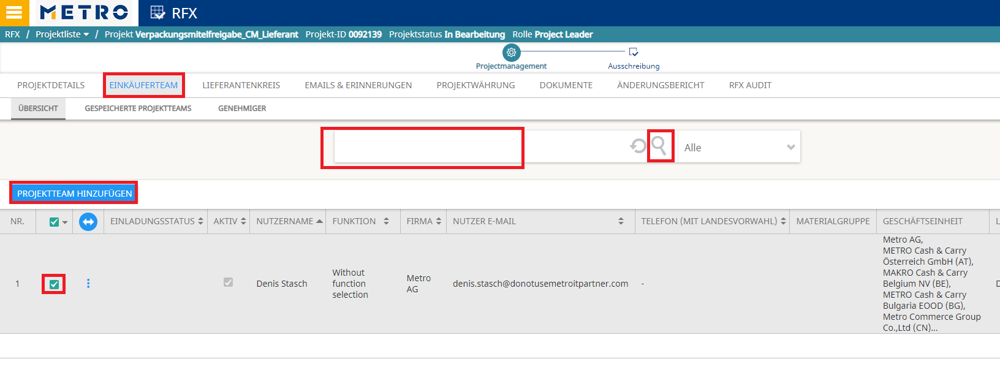 METRO RFX
RFX / Projektliste / Projekt Verpackungsmitelfreigabe_CM_Lieferant Projekt-ID 0092139 Projektstatus In Bearbeitung Rolle Project Leader
Projectmanagement Ausschreibung
PROJEKTDETAILS EINKÄUFERTEAM LIEFERANTENKREIS EMAILS & ERINNERUNGEN PROJEKTWÄHRUNG DOKUMENTE ÄNDERUNGSBERICHT RFX AUDIT
ÜBERSICHT GESPEICHERTE PROJEKTTEAMS GENEHMIGER
Alle
PROJEKTTEAM HINZUFÜGEN
NR. EINLADUNGSSTATUS AKTIV NUTZERNAME FUNKTION FIRMA NUTZER E-MAIL TELEFON (MIT LANDESVORWAHL) MATERIALGRUPPE GESCHÄFTSEINHEIT L
1
Denis Stasch
Without
function
selection
Metro
AG
denis.stasch@donotusemetroitpartner.com
-
Metro AG,
METRO Cash & Carry
Österreich GmbH (AT),
MAKRO Cash & Carry
Belgium NV (BE),
METRO Cash & Carry
Bulgaria EOOD (BG),
Metro Commerce Group
Co.,Ltd (CN)...